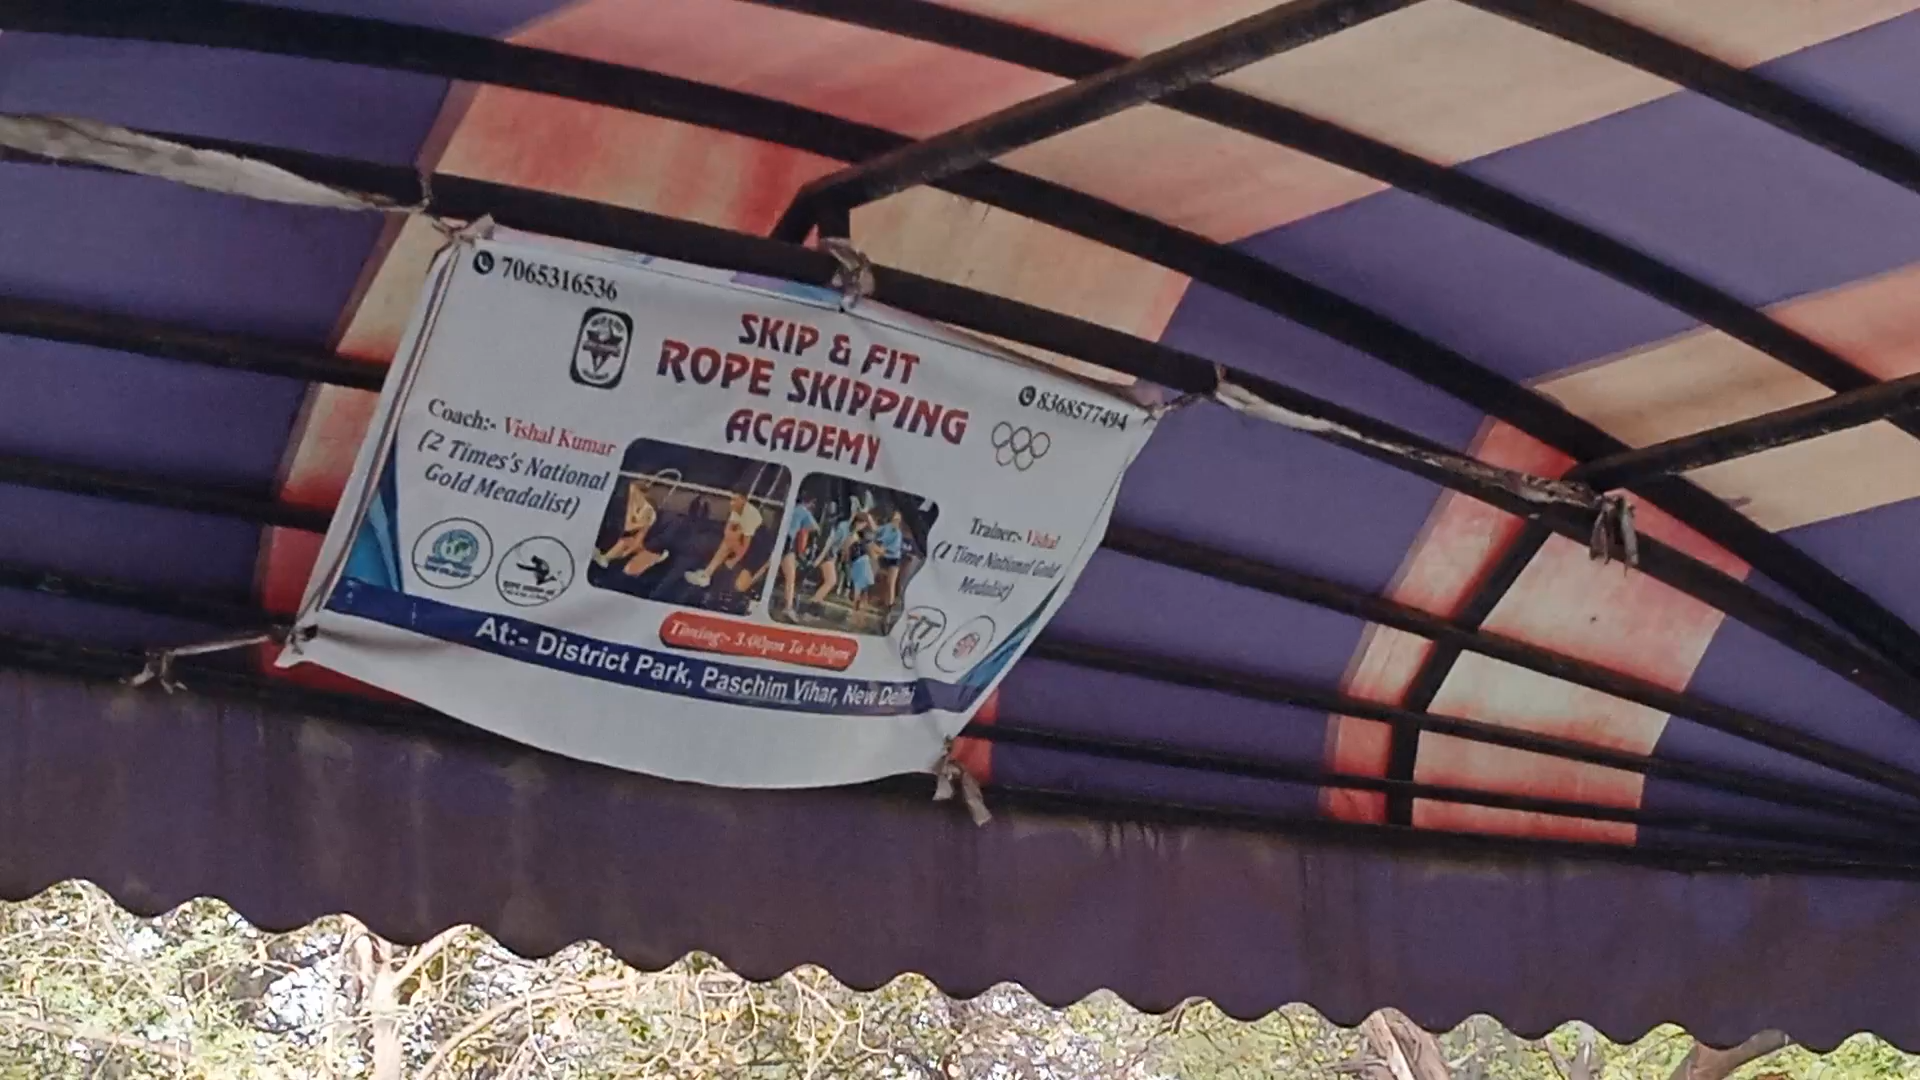 7065316536
SKIP & FIT
ROPE SKIPPING
ACADEMY
8368577494
Coach:- Vishal Kumar
(2 Times's National
Gold Meadalist)
Trainer:- Vishal
(1 Time National Gold
Medalist)
Timing:- 3:00pm To 4:30pm
At:- District Park, Paschim Vihar, New Delhi